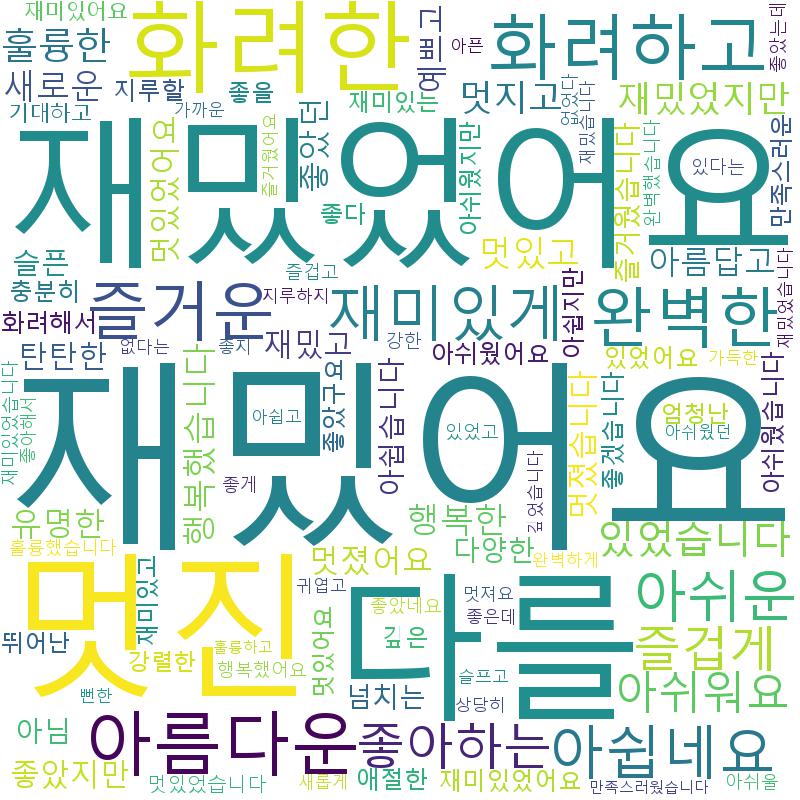 재미있어요
훌륭한
화려한
예쁘고
아픈
화려하고
좋았는데
새로운
지루할
좋을
재미있는
멋지고
없었다
재밌습니다
재밌었지만
기대하고
가까운
재밌었어요
멋있었어요
즐거웠어요
좋았던
좋다
아쉬웠지만
즐거웠습니다
완벽했습니다
있다는
만족스러운
슬픈
멋있고
아름답고
즐겁고
충분히
즐거운
지루하지
재미있게
아쉽지만
완벽한
재밌었습니다
화려해서
탄탄한
없다는
좋지
재밌고
강한
아쉬웠어요
있었어요
가득한
재밌어요
재미있었습니다
좋아해서
행복했습니다
아쉽고
좋았구요
아쉽습니다
있었고
멋졌습니다
좋겠습니다
엄청난
아쉬웠던
아쉬웠습니다
좋게
깊었습니다
유명한
행복한
있었습니다
훌륭했습니다
재미있고
멋졌어요
다양한
완벽하게
멋진
귀엽고
다를
좋았네요
멋져요
좋은데
아쉬운
뛰어난
강렬한
훌륭하고
행복했어요
멋있어요
깊은
즐겁게
뻔한
넘치는
슬프고
상당히
아쉬워요
아님
아름다운
좋아하는
아쉽네요
좋았지만
멋있었습니다
새롭게
애절한
재미있었어요
만족스러웠습니다
아쉬울